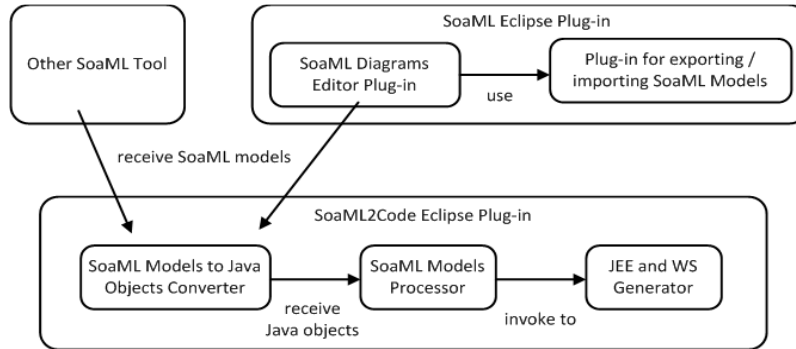 SoaML Eclipse Plug-in
Other SoaML Tool
SoaML Diagrams
Editor Plug-in
use
Plug-in for exporting /
importing SoaML Models
receive SoaML models
SoaML2Code Eclipse Plug-in
SoaML Models to Java
Objects Converter
receive
Java objects
SoaML Models
Processor
invoke to
JEE and WS
Generator